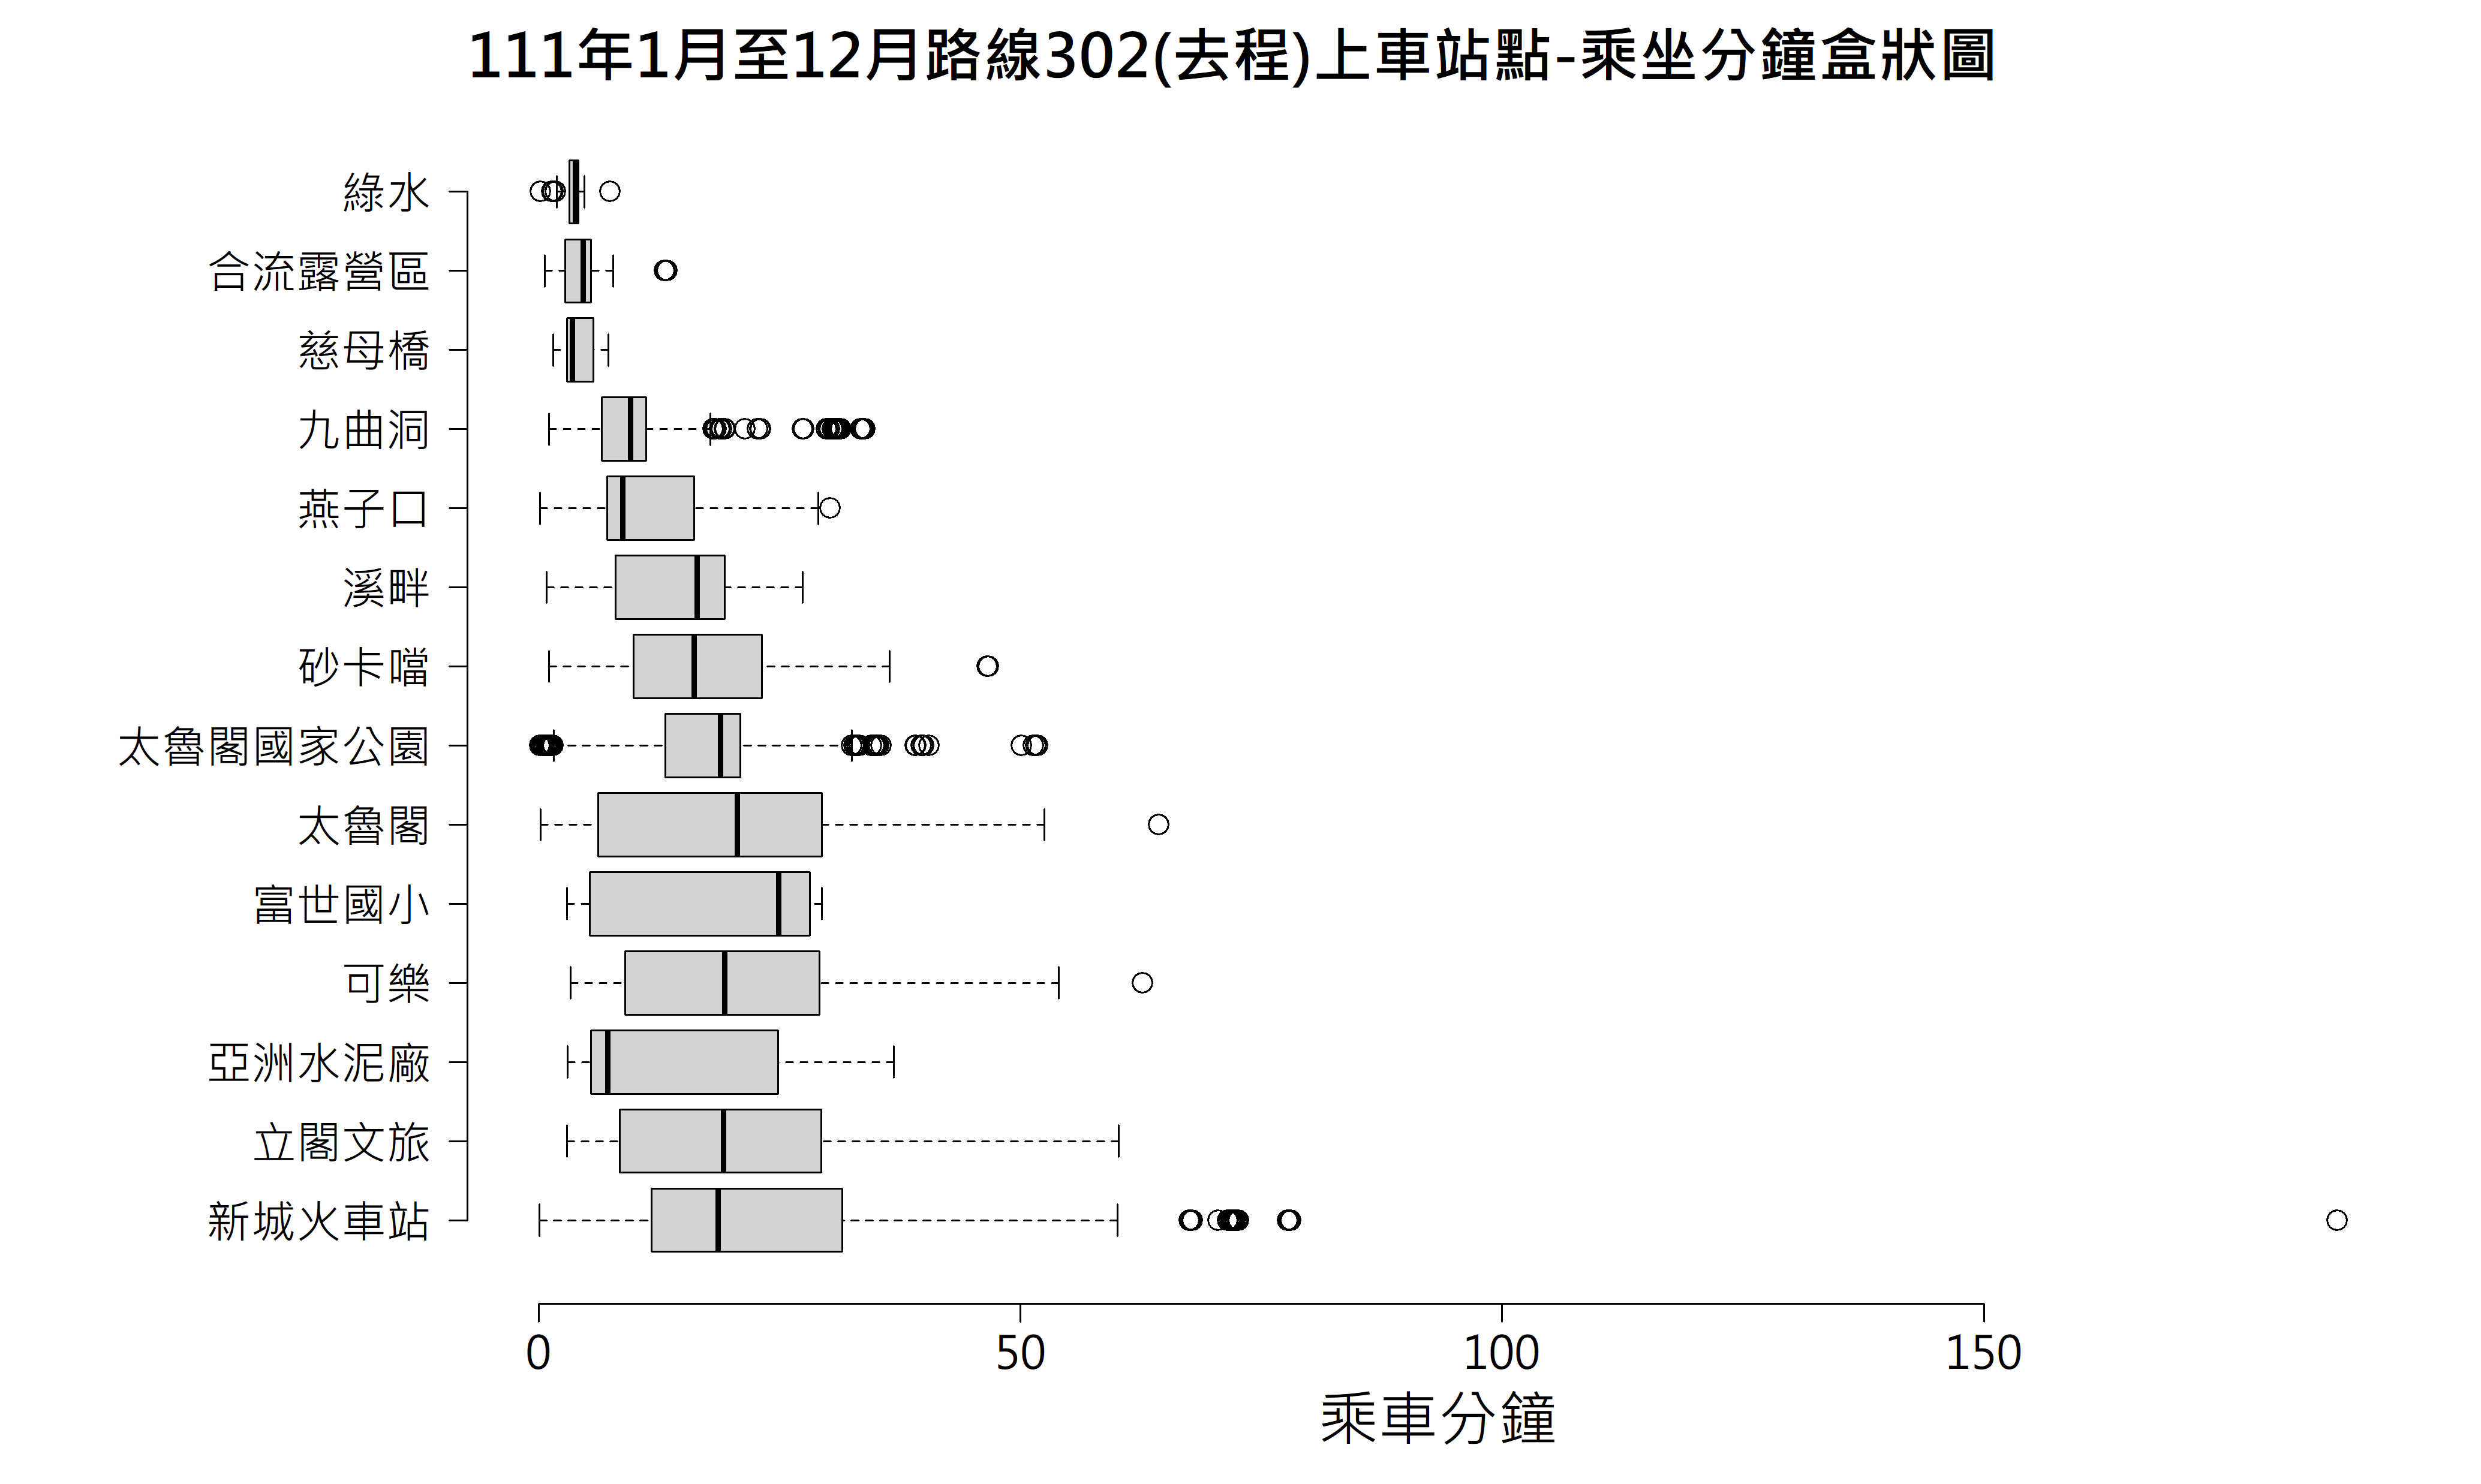 111年1月至12月路線302(去程)上車站點-乘坐分鐘盒狀圖
綠水
合流露營區
慈母橋
九曲洞
燕子口
溪畔
砂卡噹
太魯閣國家公園
太魯閣
富世國小
可樂
亞洲水泥廠
立閣文旅
新城火車站
0 50 100 150
乘車分鐘